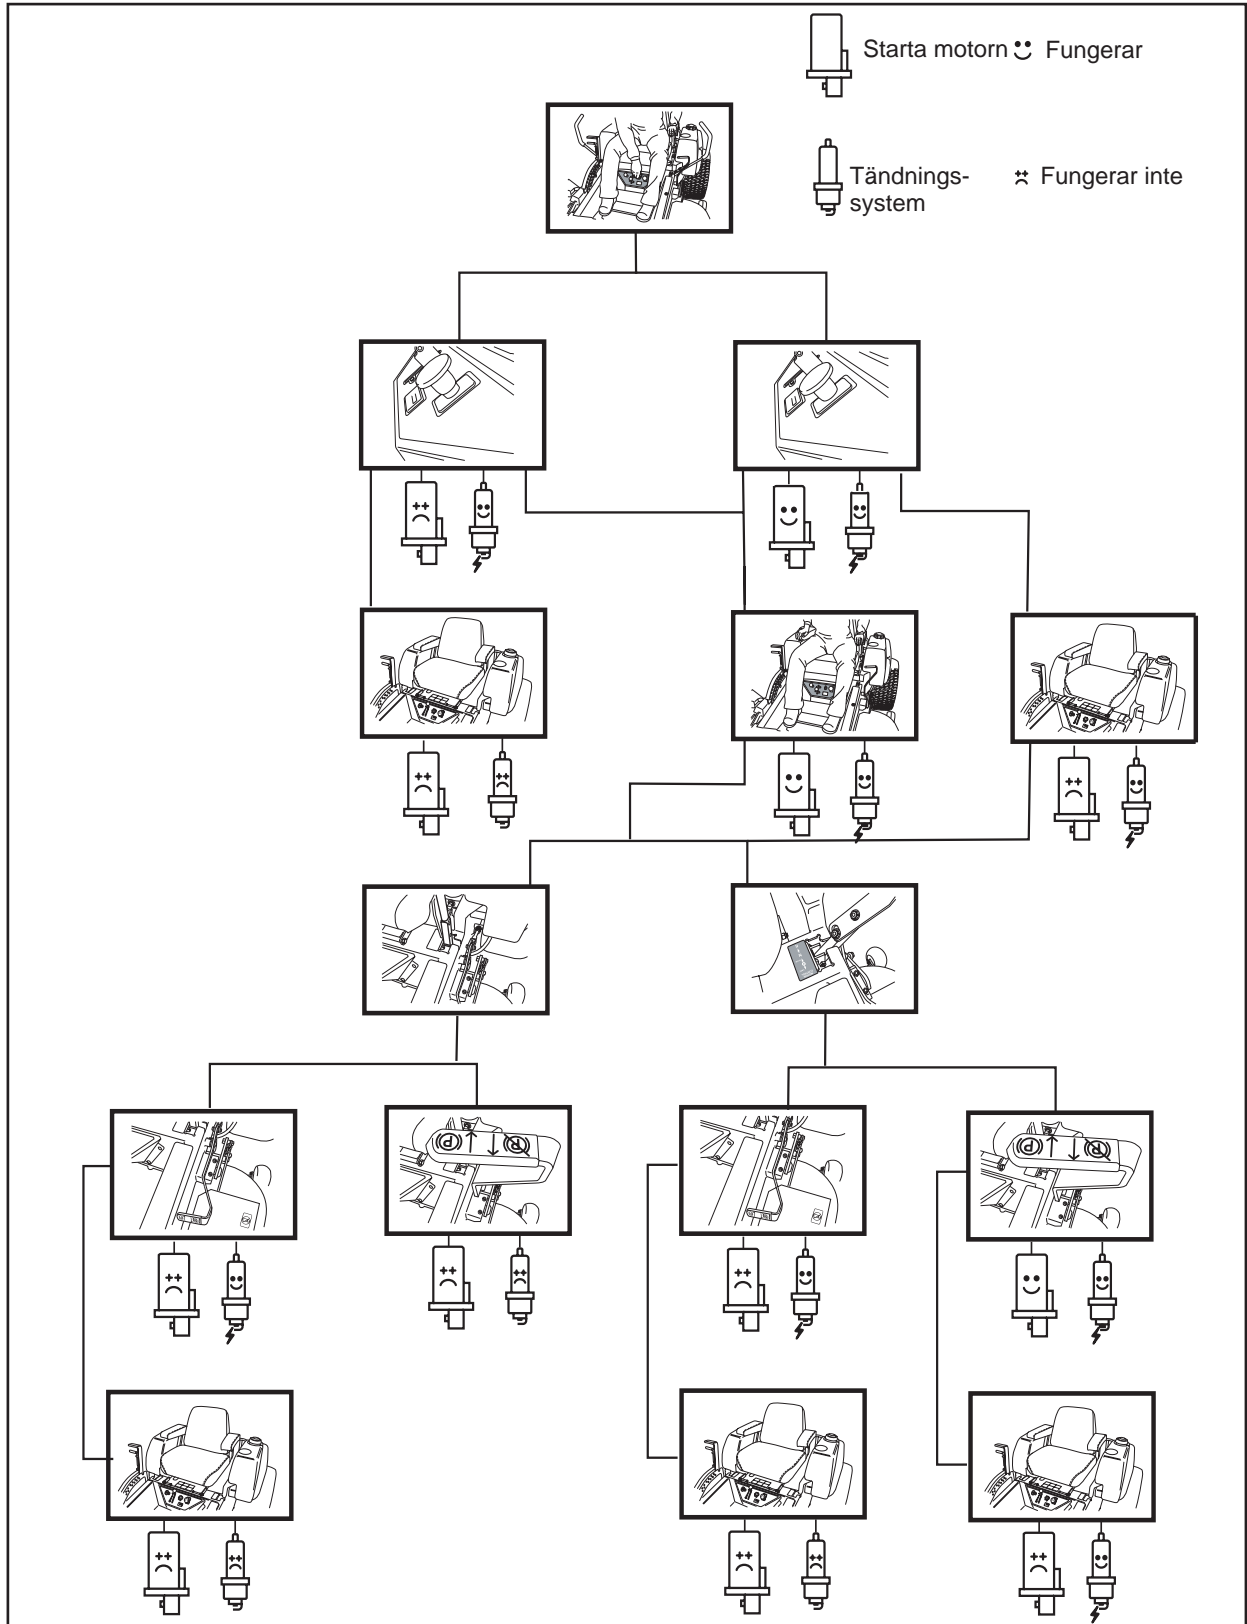 Starta motorn
Fungerar
Tändnings-
system
Fungerar inte
P
R
P
R